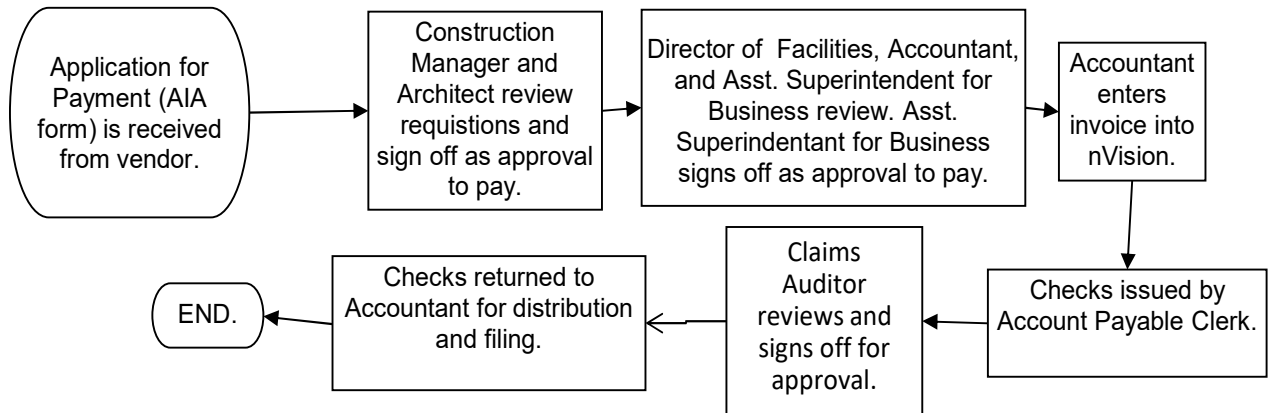 Application for
Payment (AIA
form) is received
from vendor.
Construction
Manager and
Architect review
requistions and
sign off as approval
to pay.
Director of  Facilities, Accountant,
and Asst. Superintendent for
Business review. Asst.
Superindentant for Business
signs off as approval to pay.
Accountant
enters
invoice into
nVision.
Checks issued by
Account Payable Clerk.
Claims
Auditor
reviews and
signs off for
approval.
Checks returned to
Accountant for distribution
and filing.
END.